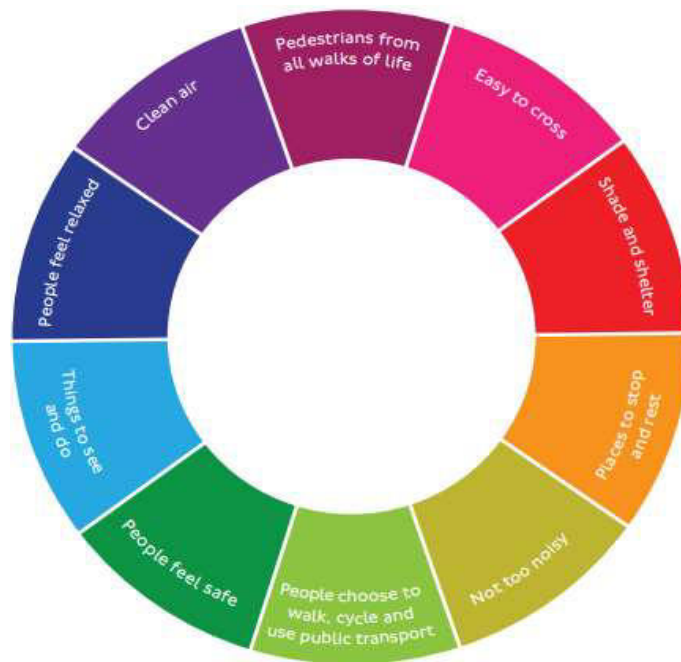 Pedestrians from
all walks of life
Easy to cross
Shade and shelter
Places to stop
and rest
Not too noisy
People choose to
walk, cycle and
use public transport
People feel safe
Things to see
and do
People feel relaxed
Clean air